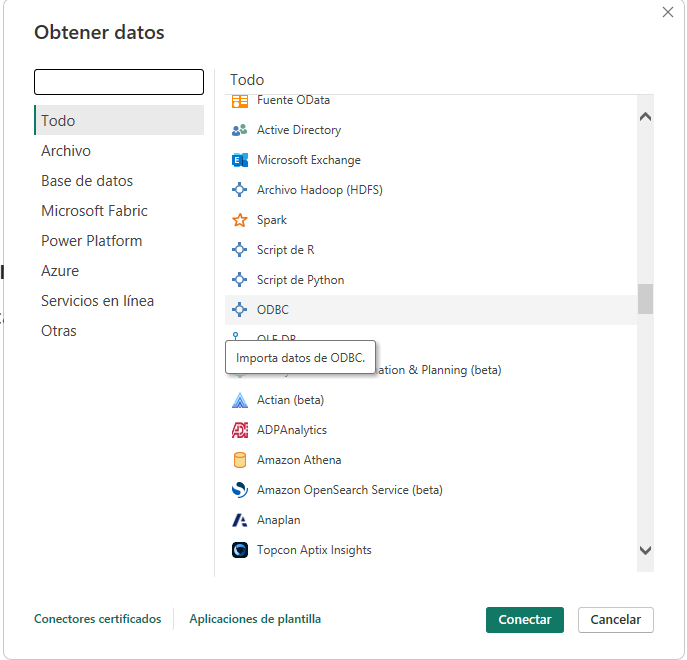 Obtener datos
Todo
Archivo
Base de datos
Microsoft Fabric
Power Platform
Azure
Servicios en línea
Otras
Todo
Fuente OData
Active Directory
Microsoft Exchange
Archivo Hadoop (HDFS)
Spark
Script de R
Script de Python
ODBC
OLE DB
Importa datos de ODBC.
ation & Planning (beta)
Actian (beta)
ADPAnalytics
Amazon Athena
Amazon OpenSearch Service (beta)
Anaplan
Topcon Aptix Insights
Conectores certificados
Aplicaciones de plantilla
Conectar
Cancelar